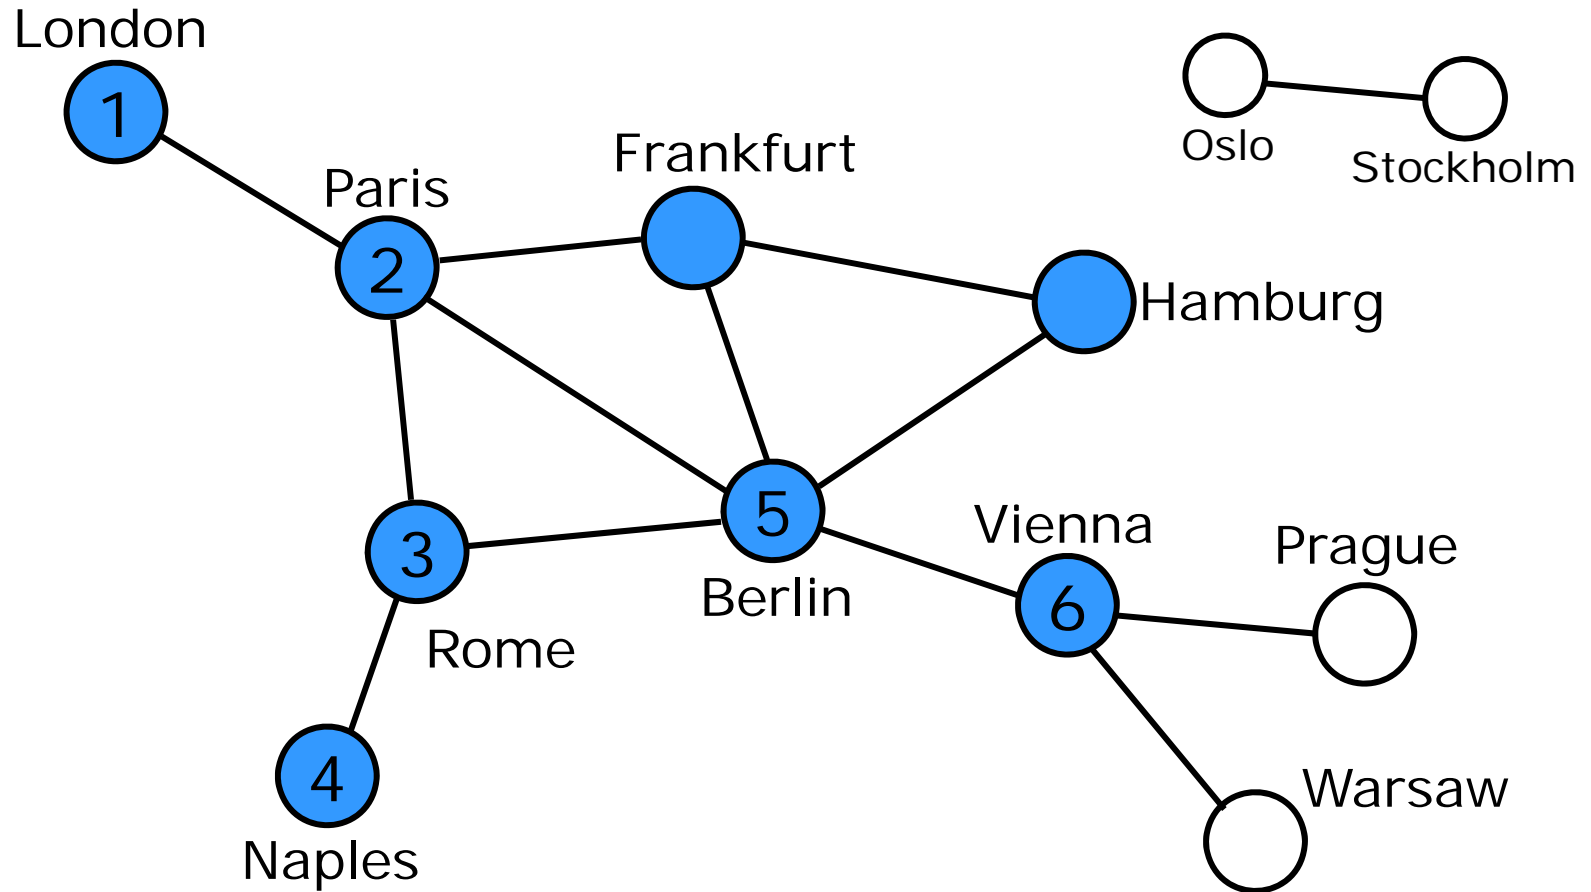 London
1
Oslo
Stockholm
Frankfurt
Paris
2
Hamburg
3
5
Vienna
Prague
6
Berlin
Rome
4
Warsaw
Naples